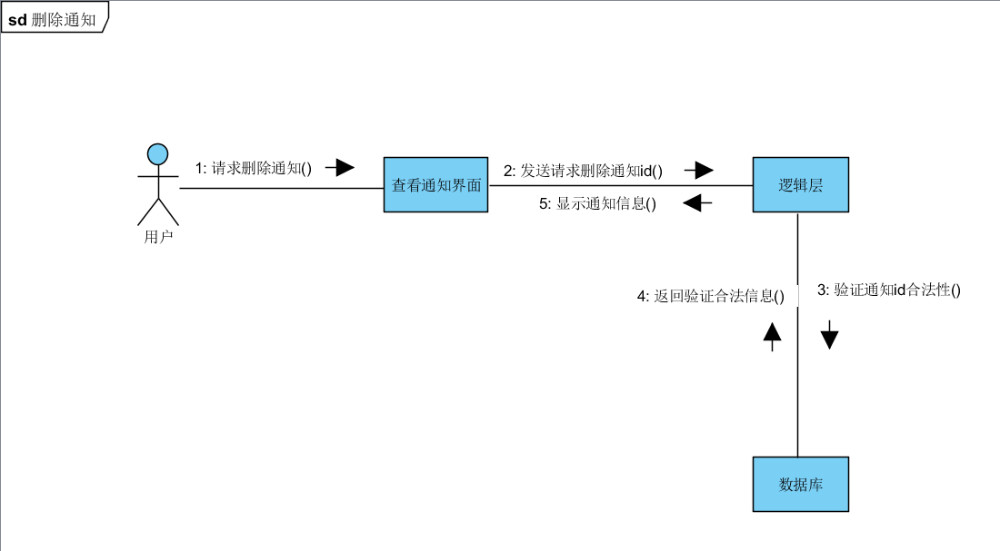 sd 删除通知
1: 请求删除通知()
2: 发送请求删除通知id()
查看通知界面
逻辑层
5: 显示通知信息()
用户
4: 返回验证合法信息()
3: 验证通知id合法性()
数据库